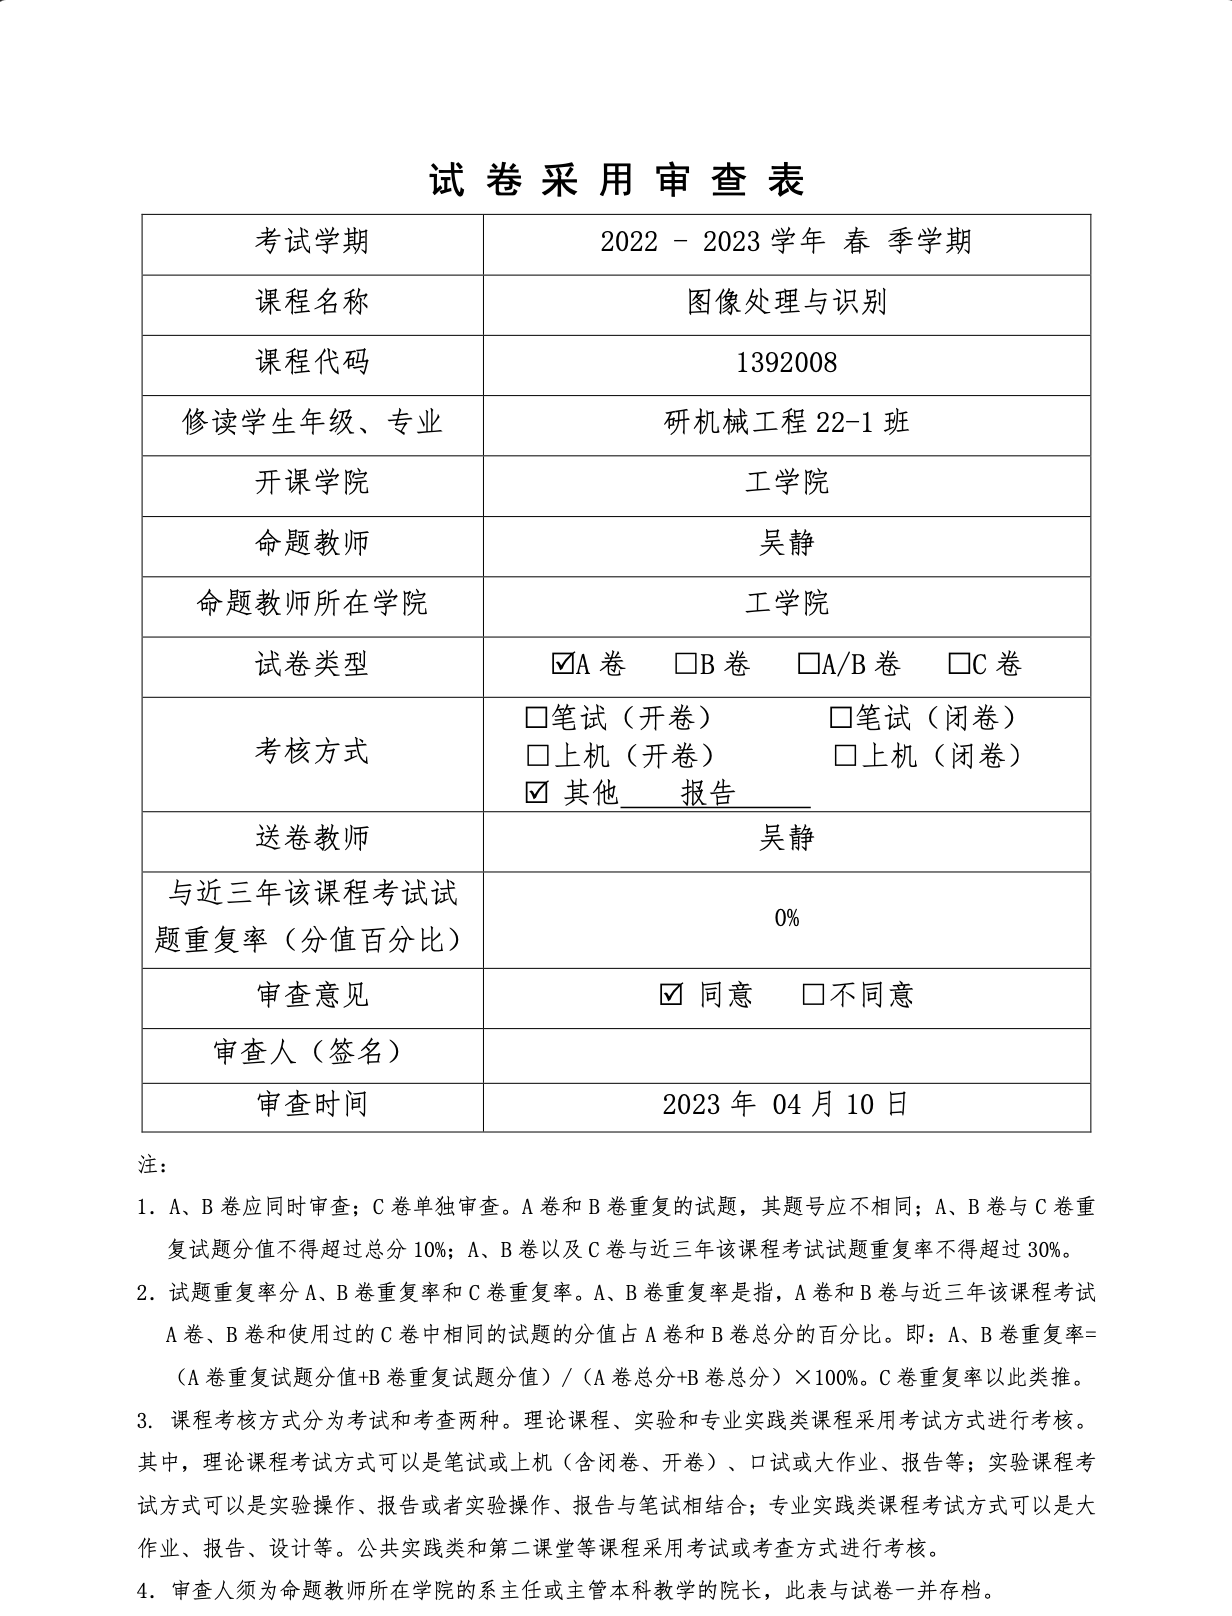 试卷采用审查表
考试学期 2022 - 2023 学年 春 季学期
课程名称 图像处理与识别
课程代码 1392008
修读学生年级、专业 研机械工程 22-1 班
开课学院 工学院
命题教师 吴静
命题教师所在学院 工学院
试卷类型 ☑A 卷 □B 卷 □A/B 卷 □C 卷
□笔试（开卷） □笔试（闭卷）
考核方式 □上机（开卷） □上机（闭卷）
☑ 其他 报告
送卷教师 吴静
与近三年该课程考试试
题重复率（分值百分比） 0%
审查意见 ☑ 同意 □不同意
审查人（签名）
审查时间 2023 年 04 月 10 日
注：
1. A、B 卷应同时审查；C 卷单独审查。A 卷和 B 卷重复的试题，其题号应不相同；A、B 卷与 C 卷重
复试题分值不得超过总分 10%；A、B 卷以及 C 卷与近三年该课程考试试题重复率不得超过 30%。
2. 试题重复率分 A、B 卷重复率和 C 卷重复率。A、B 卷重复率是指，A 卷和 B 卷与近三年该课程考试
A 卷、B 卷和使用过的 C 卷中相同的试题的分值占 A 卷和 B 卷总分的百分比。即：A、B 卷重复率=
（A 卷重复试题分值+B 卷重复试题分值）/（A 卷总分+B 卷总分）×100%。C 卷重复率以此类推。
3. 课程考核方式分为考试和考查两种。理论课程、实验和专业实践类课程采用考试方式进行考核。
其中，理论课程考试方式可以是笔试或上机（含闭卷、开卷）、口试或大作业、报告等；实验课程考
试方式可以是实验操作、报告或者实验操作、报告与笔试相结合；专业实践类课程考试方式可以是大
作业、报告、设计等。公共实践类和第二课堂等课程采用考试或考查方式进行考核。
4. 审查人须为命题教师所在学院的系主任或主管本科教学的院长，此表与试卷一并存档。